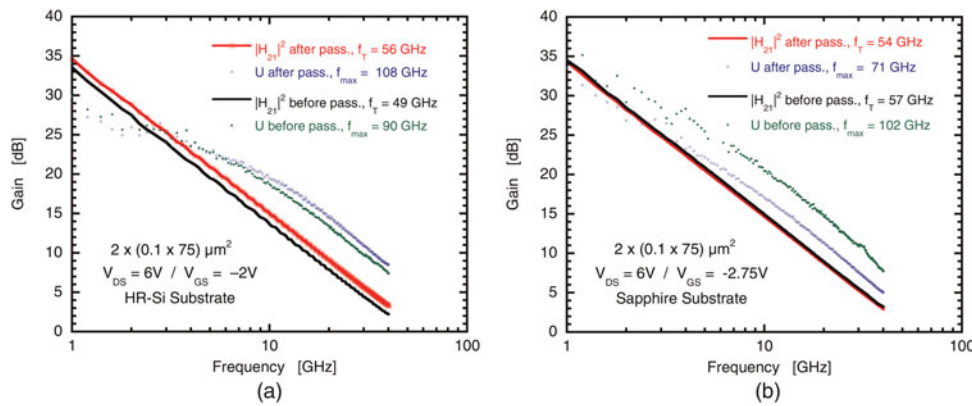 40
35
30
25
20
15
10
5
0
Gain [dB]
|H21|² after pass., fT = 56 GHz
U after pass., fmax = 108 GHz
|H21|² before pass., fT = 49 GHz
U before pass., fmax = 90 GHz
2 x (0.1 x 75) µm²
VDS = 6V / VGS = –2V
HR-Si Substrate
1 10 100
Frequency [GHz]
(a)
40
35
30
25
20
15
10
5
0
Gain [dB]
|H21|² after pass., fT = 54 GHz
U after pass., fmax = 71 GHz
|H21|² before pass., fT = 57 GHz
U before pass., fmax = 102 GHz
2 x (0.1 x 75) µm²
VDS = 6V / VGS = -2.75V
Sapphire Substrate
1 10 100
Frequency [GHz]
(b)